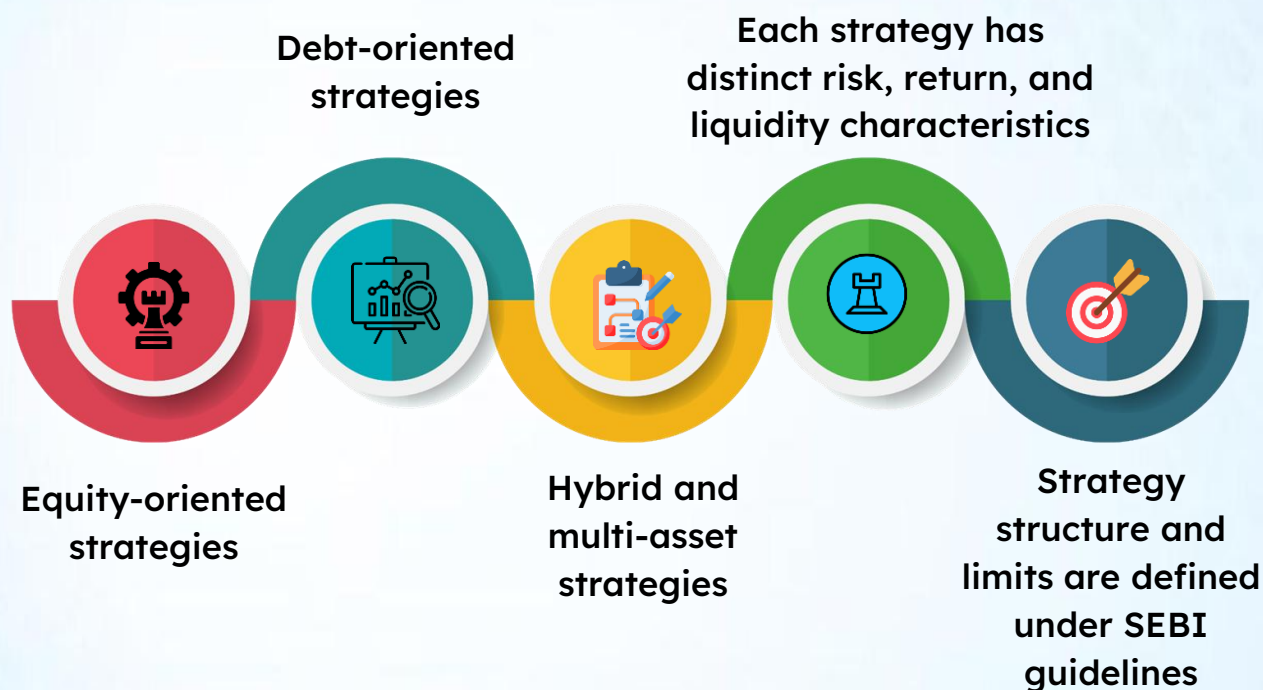 Equity-oriented
strategies
Debt-oriented
strategies
Hybrid and
multi-asset
strategies
Each strategy has
distinct risk, return, and
liquidity characteristics
Strategy
structure and
limits are defined
under SEBI
guidelines